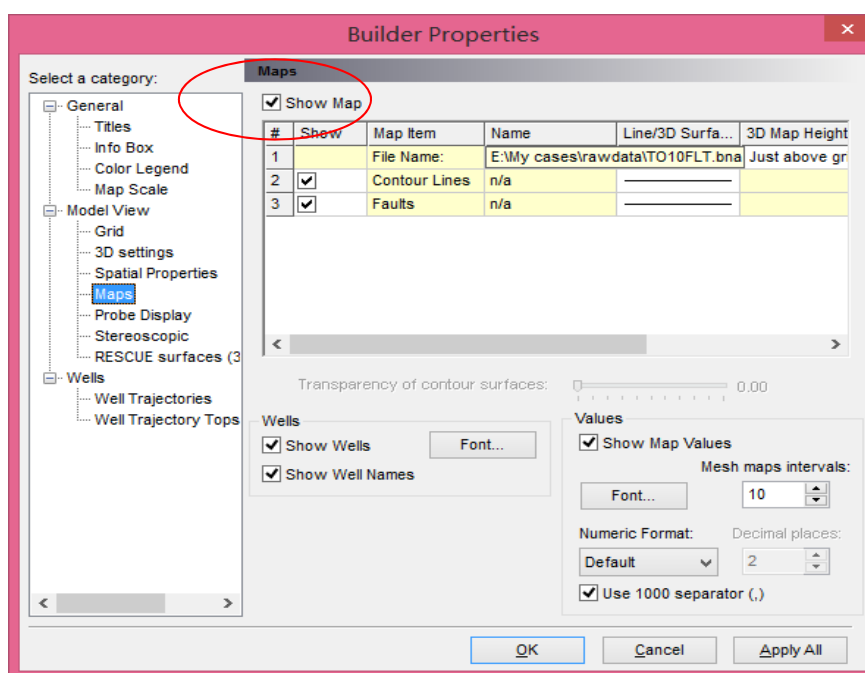 Builder Properties
Select a category:
General
Titles
Info Box
Color Legend
Map Scale
Model View
Grid
3D settings
Spatial Properties
Maps
Probe Display
Stereoscopic
RESCUE surfaces (3
Wells
Well Trajectories
Well Trajectory Tops
Maps
Show Map
# Show Map Item Name Line/3D Surfa... 3D Map Height
1 File Name: E:\My cases\rawdata\TO10FLT.bna Just above gr
2 Contour Lines n/a
3 Faults n/a
Transparency of contour surfaces: 0.00
Wells
Show Wells Font...
Show Well Names
Values
Show Map Values
Mesh maps intervals:
Font... 10
Numeric Format: Decimal places:
Default 2
Use 1000 separator (,)
OK Cancel Apply All